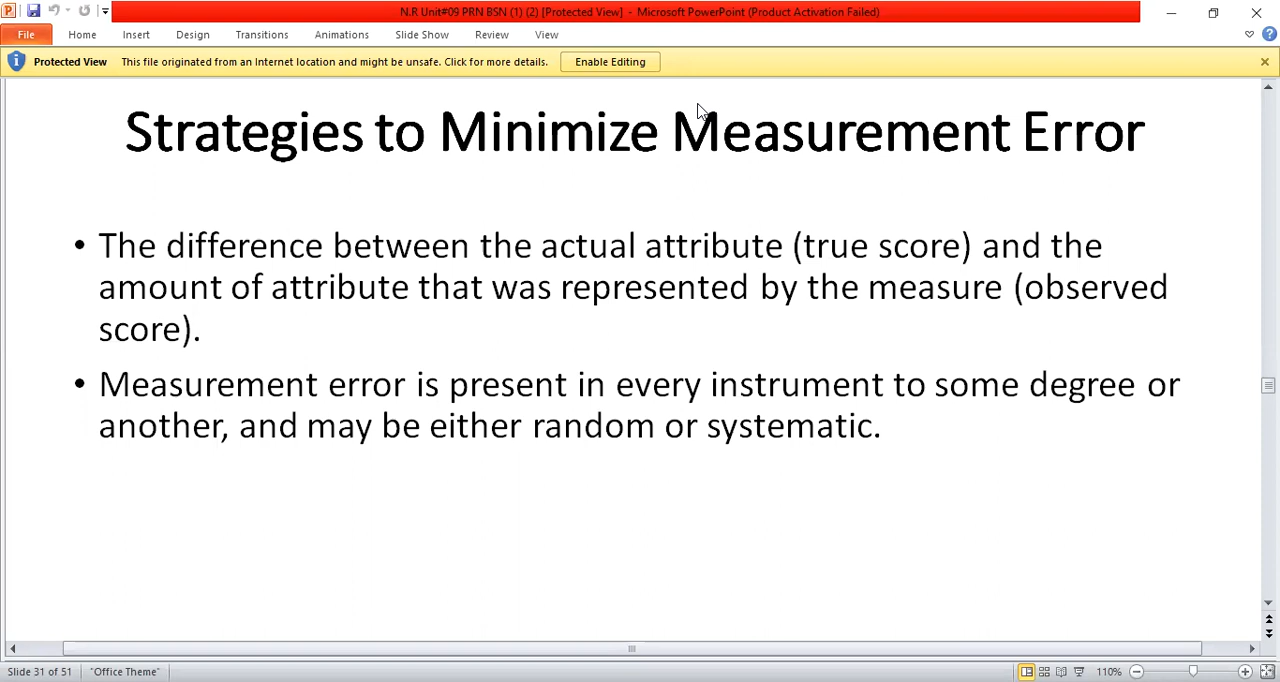 N.R Unit#09 PRN BSN (1) (2) [Protected View] - Microsoft PowerPoint (Product Activation Failed)
File Home Insert Design Transitions Animations Slide Show Review View
Protected View This file originated from an Internet location and might be unsafe. Click for more details. Enable Editing
Strategies to Minimize Measurement Error
• The difference between the actual attribute (true score) and the
amount of attribute that was represented by the measure (observed
score).
• Measurement error is present in every instrument to some degree or
another, and may be either random or systematic.
Slide 31 of 51 "Office Theme" 110%